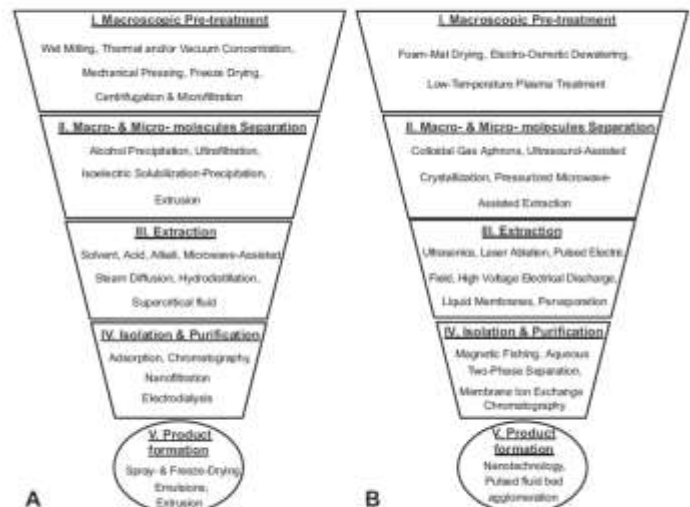 I. Macroscopic Pre-treatment
Wet Milling, Thermal and/or Vacuum Concentration,
Mechanical Pressing, Freeze Drying,
Centrifugation & Microfiltration
II. Macro- & Micro- molecules Separation
Alcohol Precipitation, Ultrafiltration,
Isoelectric Solubilization-Precipitation,
Extrusion
III. Extraction
Solvent, Acid, Alkali, Microwave-Assisted
Steam Diffusion, Hydrodistillation,
Supercortical fluid
IV. Isolation & Purification
Adsorption, Chromatography,
Nanofiltration
Electrodialysis
V. Product
formation
Spray- & Freeze-Drying,
Emulsions,
Extrusion
A
I. Macroscopic Pre-treatment
Foam-Mat Drying, Electro-Osmotic Dewatering,
Low-Temperature Plasma Treatment
II. Macro- & Micro- molecules Separation
Colloidal Gas Aphrons, Ultrasound-Assisted
Crystallization, Pressurized Microwave-
Assisted Extraction
III. Extraction
Ultrasonics, Laser Ablation, Pulsed Electric,
Field, High Voltage Electrical Discharge,
Liquid Membranes, Pervaporation
IV. Isolation & Purification
Magnetic Fishing, Aqueous
Two-Phase Separation,
Membrane Ion Exchange
Chromatography
V. Product
formation
Nanotechnology,
Pulsed fluid bed
agglomeration
B